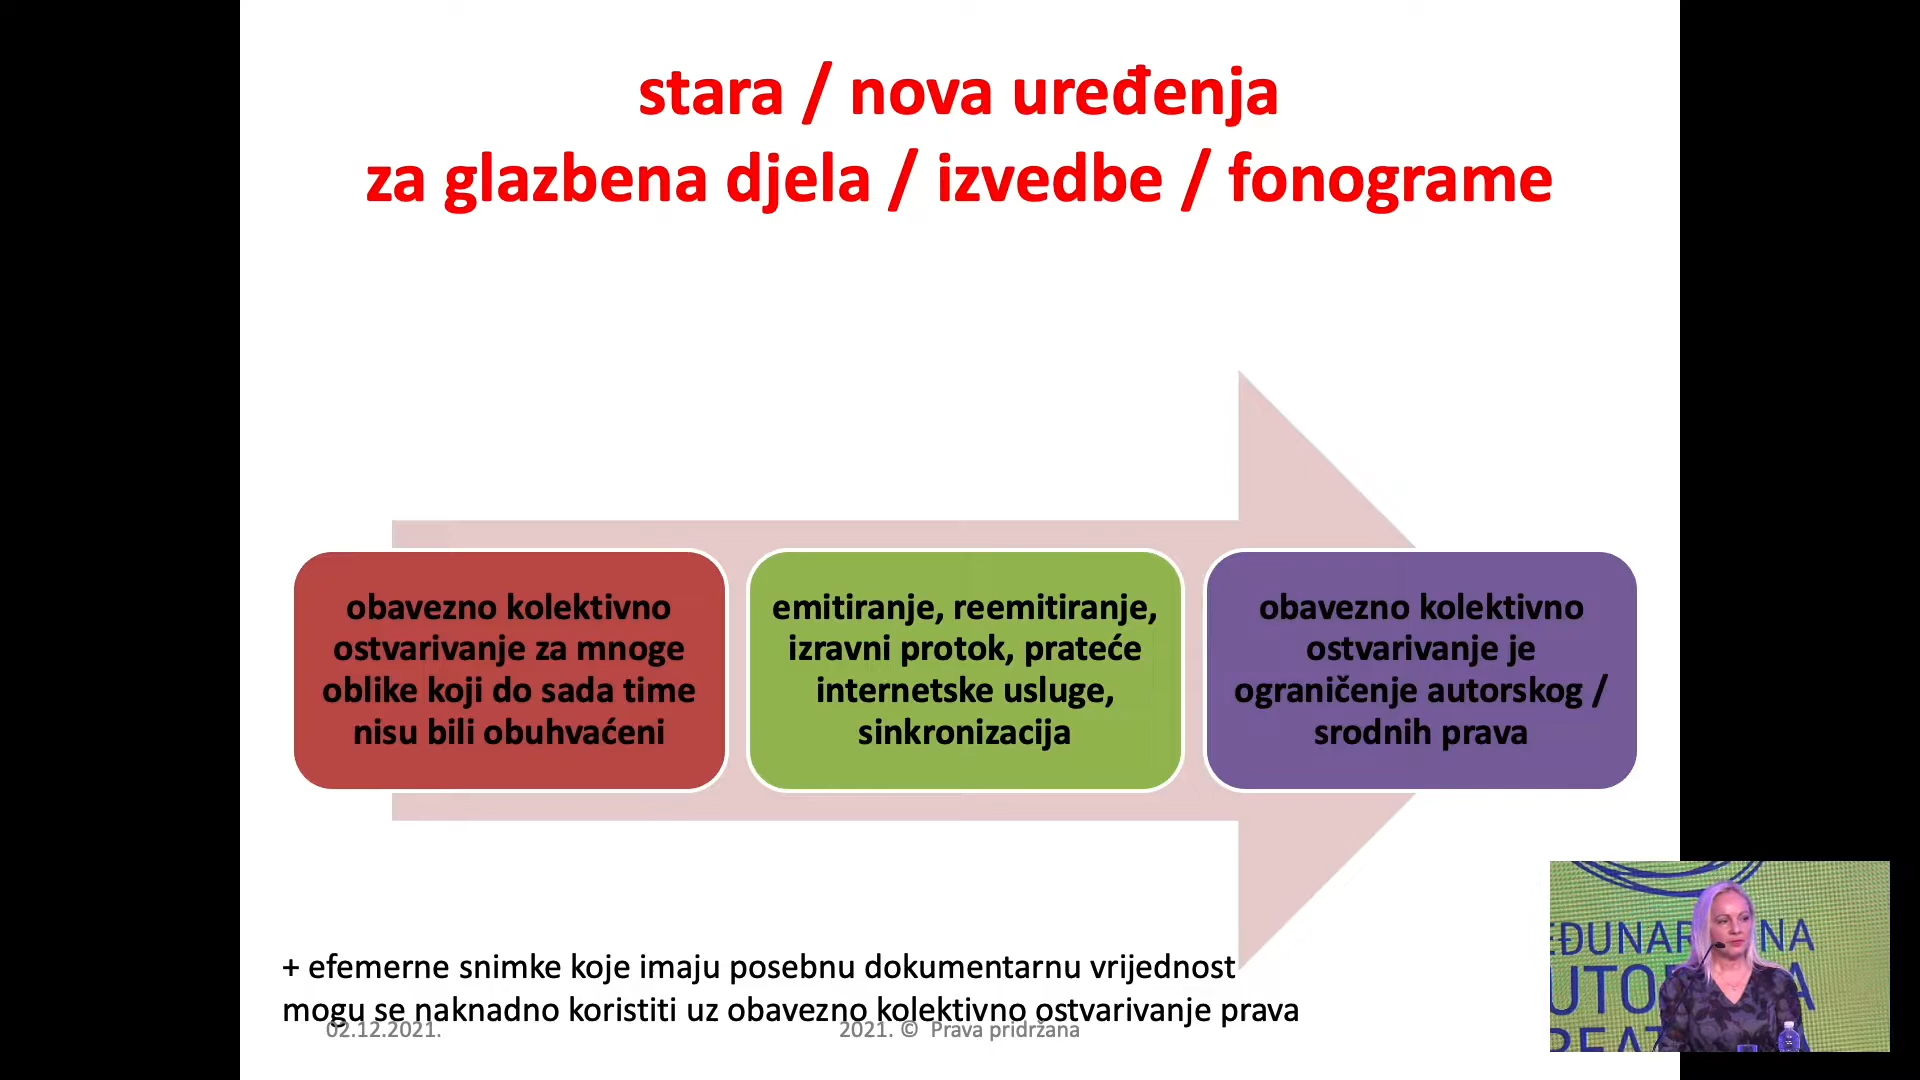 stara / nova uređenja
za glazbena djela / izvedbe / fonograme
obavezno kolektivno
ostvarivanje za mnoge
oblike koji do sada time
nisu bili obuhvaćeni
emitiranje, reemitiranje,
izravni protok, prateće
internetske usluge,
sinkronizacija
obavezno kolektivno
ostvarivanje je
ograničenje autorskog /
srodnih prava
+ efemerne snimke koje imaju posebnu dokumentarnu vrijednost
mogu se naknadno koristiti uz obavezno kolektivno ostvarivanje prava
02.12.2021.
2021. © Prava pridržana